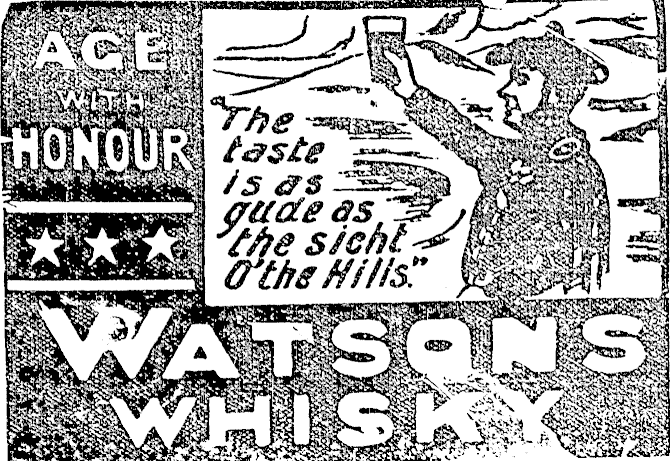 AGE
WITH
HONOUR
"The
taste
is as
gude as
the sicht
O'the Hills."
WATSONS
WHISKY